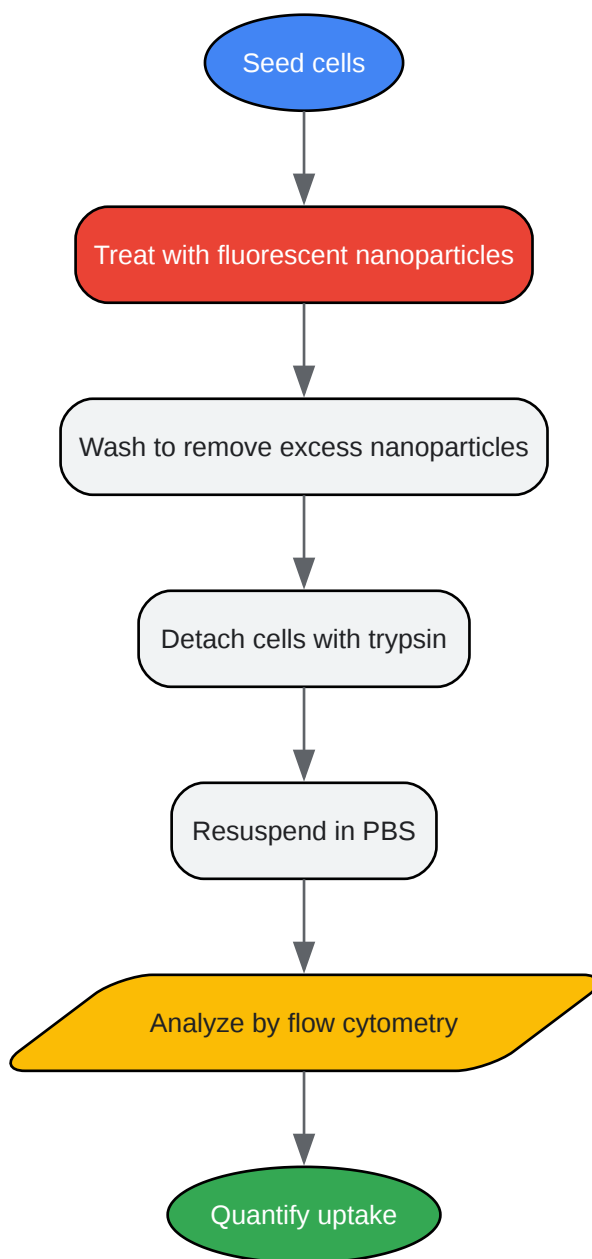 Seed cells
Treat with fluorescent nanoparticles
Wash to remove excess nanoparticles
Detach cells with trypsin
Resuspend in PBS
Analyze by flow cytometry
Quantify uptake